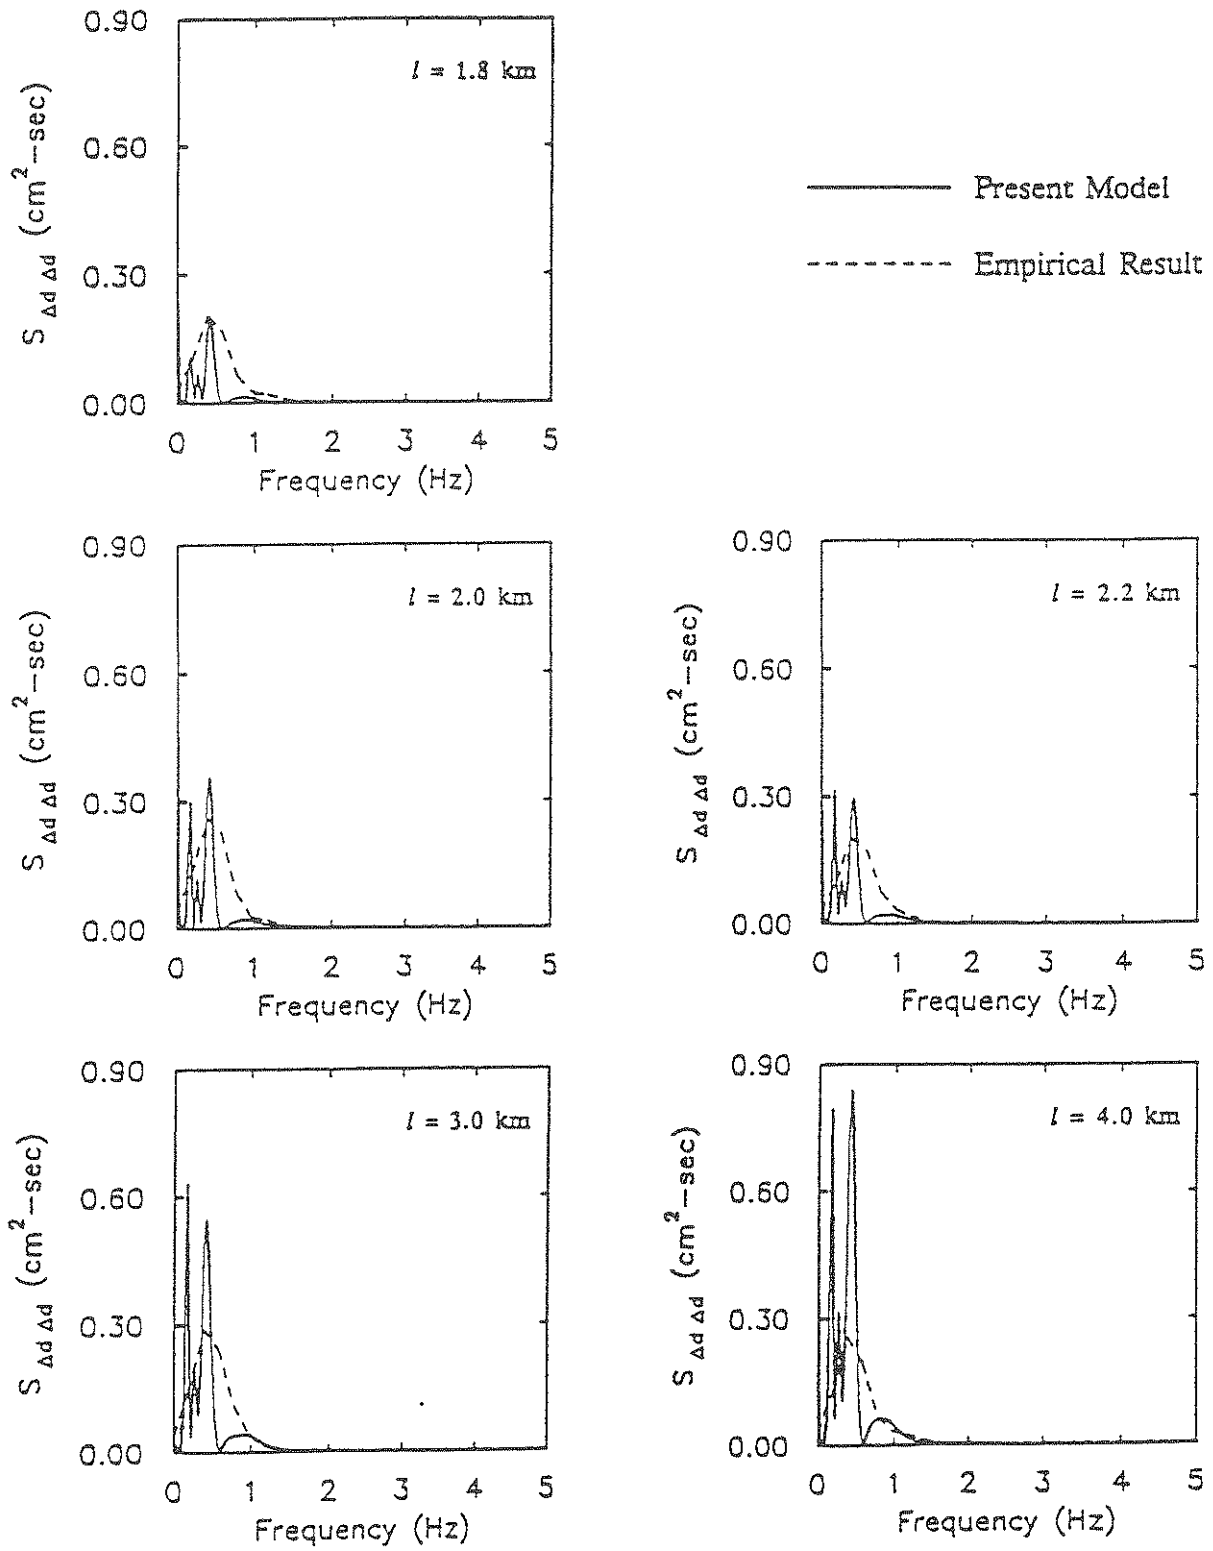 0.90
0.60
0.30
0.00
S Δd Δd (cm²−sec)
l = 1.8 km
0 1 2 3 4 5
Frequency (Hz)
Present Model
Empirical Result
0.90
0.60
0.30
0.00
S Δd Δd (cm²−sec)
l = 2.0 km
0 1 2 3 4 5
Frequency (Hz)
0.90
0.60
0.30
0.00
S Δd Δd (cm²−sec)
l = 2.2 km
0 1 2 3 4 5
Frequency (Hz)
0.90
0.60
0.30
0.00
S Δd Δd (cm²−sec)
l = 3.0 km
0 1 2 3 4 5
Frequency (Hz)
0.90
0.60
0.30
0.00
S Δd Δd (cm²−sec)
l = 4.0 km
0 1 2 3 4 5
Frequency (Hz)